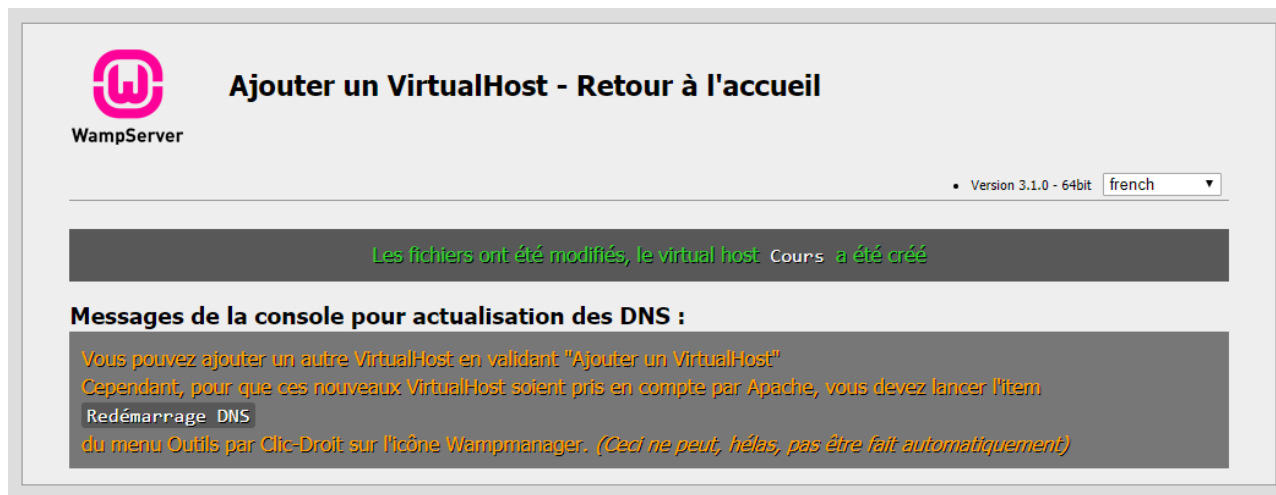 Ajouter un VirtualHost - Retour à l'accueil
WampServer
• Version 3.1.0 - 64bit french
Les fichiers ont été modifiés, le virtual host Cours a été créé
Messages de la console pour actualisation des DNS :
Vous pouvez ajouter un autre VirtualHost en validant "Ajouter un VirtualHost"
Cependant, pour que ces nouveaux VirtualHost soient pris en compte par Apache, vous devez lancer l'item
Redémarrage DNS
du menu Outils par Clic-Droit sur l'icône Wampmanager. (Ceci ne peut, hélas, pas être fait automatiquement)